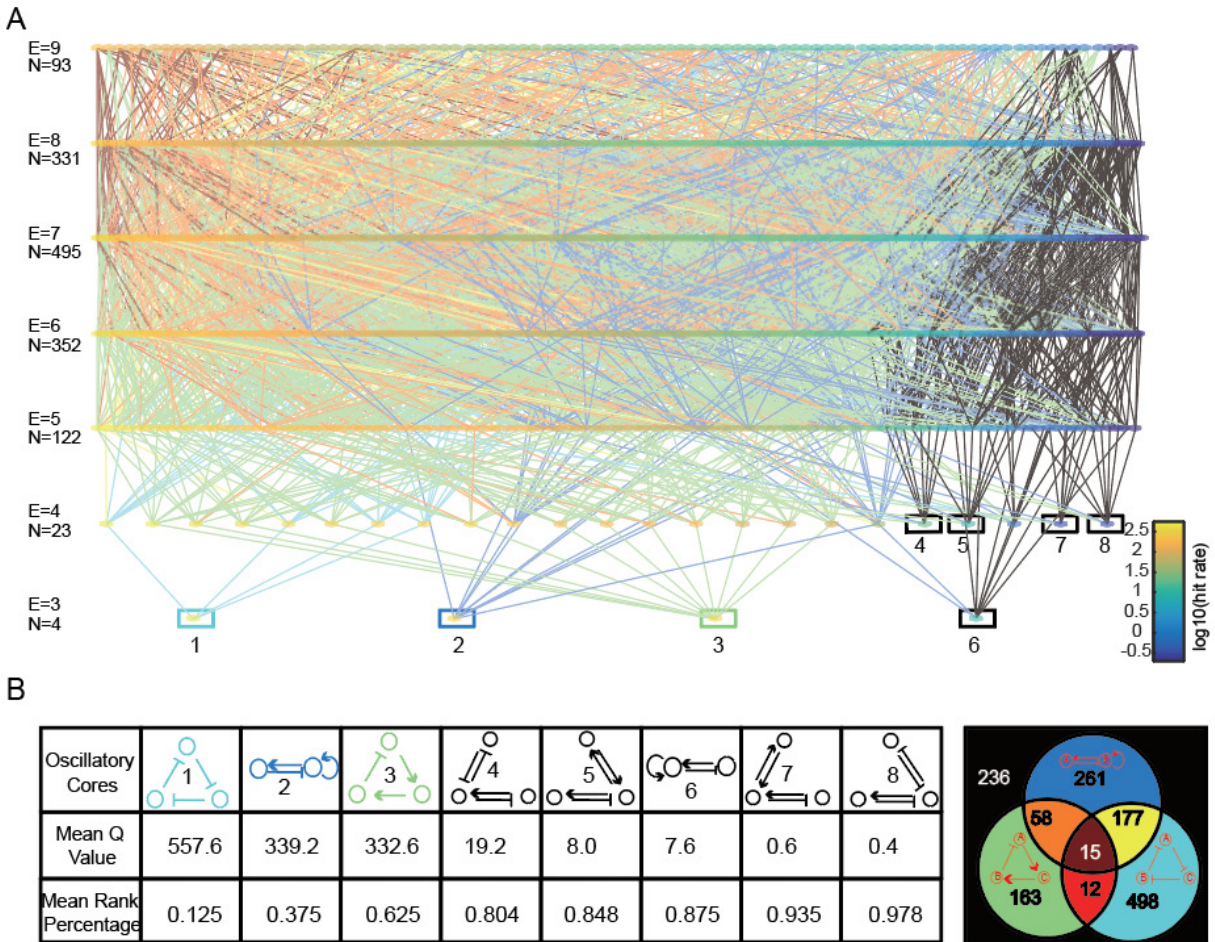 A
E=9
N=93
E=8
N=331
E=7
N=495
E=6
N=352
E=5
N=122
E=4
N=23
4
5
7
8
E=3
N=4
1
2
3
6
2.5
2
1.5
1
0.5
0
-0.5
log10(hit rate)
B
Oscillatory Cores
1
2
3
4
5
6
7
8
Mean Q Value
557.6
339.2
332.6
19.2
8.0
7.6
0.6
0.4
Mean Rank Percentage
0.125
0.375
0.625
0.804
0.848
0.875
0.935
0.978
236
A
B
261
58
177
15
A
B
C
163
12
A
B
C
498